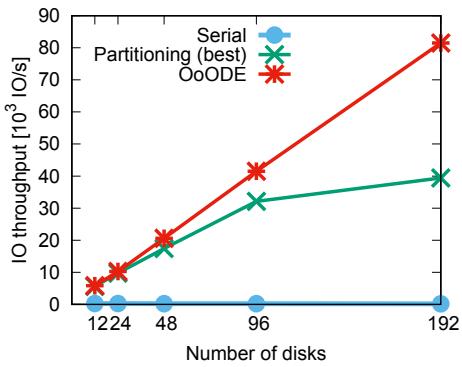 90
80
70
60
50
40
30
20
10
0
IO throughput [10³ IO/s]
Serial
Partitioning (best)
OoODE
12 24 48 96 192
Number of disks